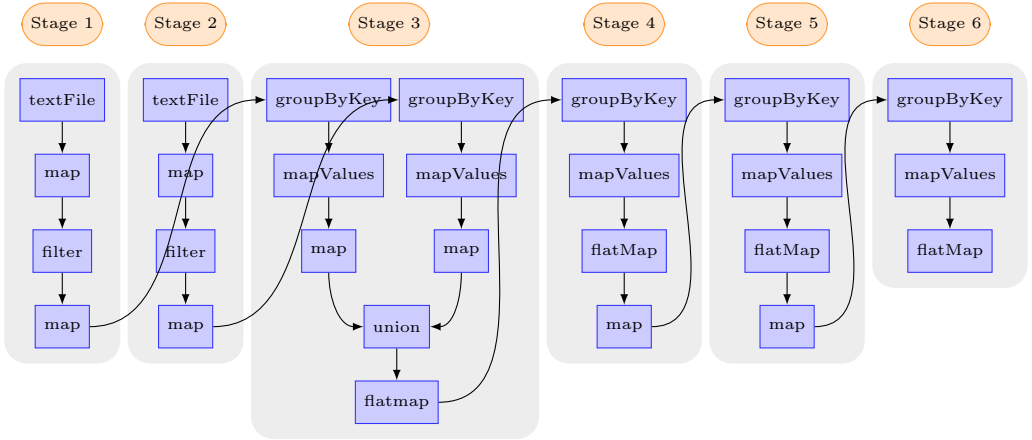 Stage 1
Stage 2
Stage 3
Stage 4
Stage 5
Stage 6
textFile
map
filter
map
textFile
map
filter
map
groupByKey
mapValues
map
groupByKey
mapValues
map
union
flatmap
groupByKey
mapValues
flatMap
map
groupByKey
mapValues
flatMap
map
groupByKey
mapValues
flatMap